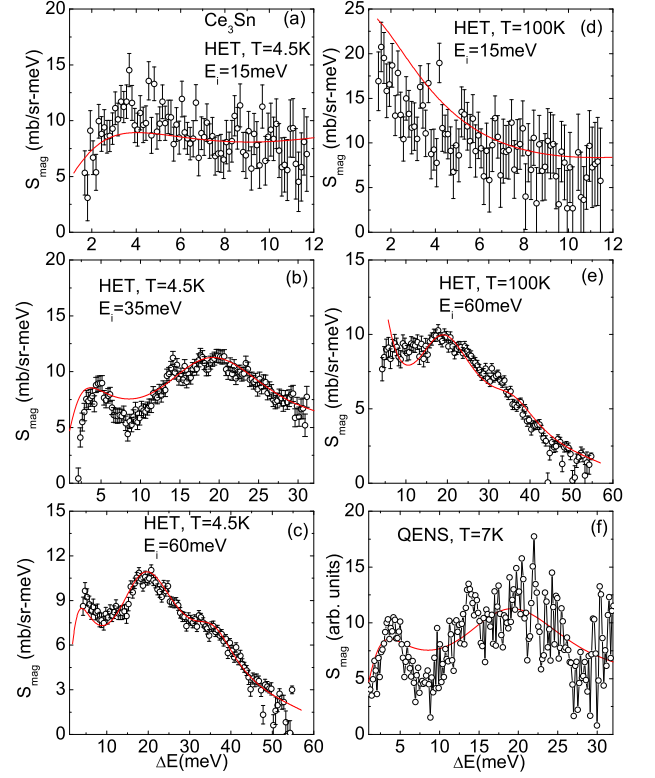 Ce3Sn (a)
HET, T=4.5K
Ei=15meV
Smag (mb/sr-meV)
20
15
10
5
0
2 4 6 8 10 12
(d)
HET, T=100K
Ei=15meV
Smag (mb/sr-meV)
25
20
15
10
5
0
2 4 6 8 10 12
(b)
HET, T=4.5K
Ei=35meV
Smag (mb/sr-meV)
20
15
10
5
0
5 10 15 20 25 30
(e)
HET, T=100K
Ei=60meV
Smag (mb/sr-meV)
15
10
5
0
0 10 20 30 40 50 60
HET, T=4.5K
Ei=60meV
(c)
Smag (mb/sr-meV)
15
12
9
6
3
0
0 10 20 30 40 50 60
ΔE(meV)
QENS, T=7K
(f)
Smag (arb. units)
20
15
10
5
0
5 10 15 20 25 30
ΔE(meV)